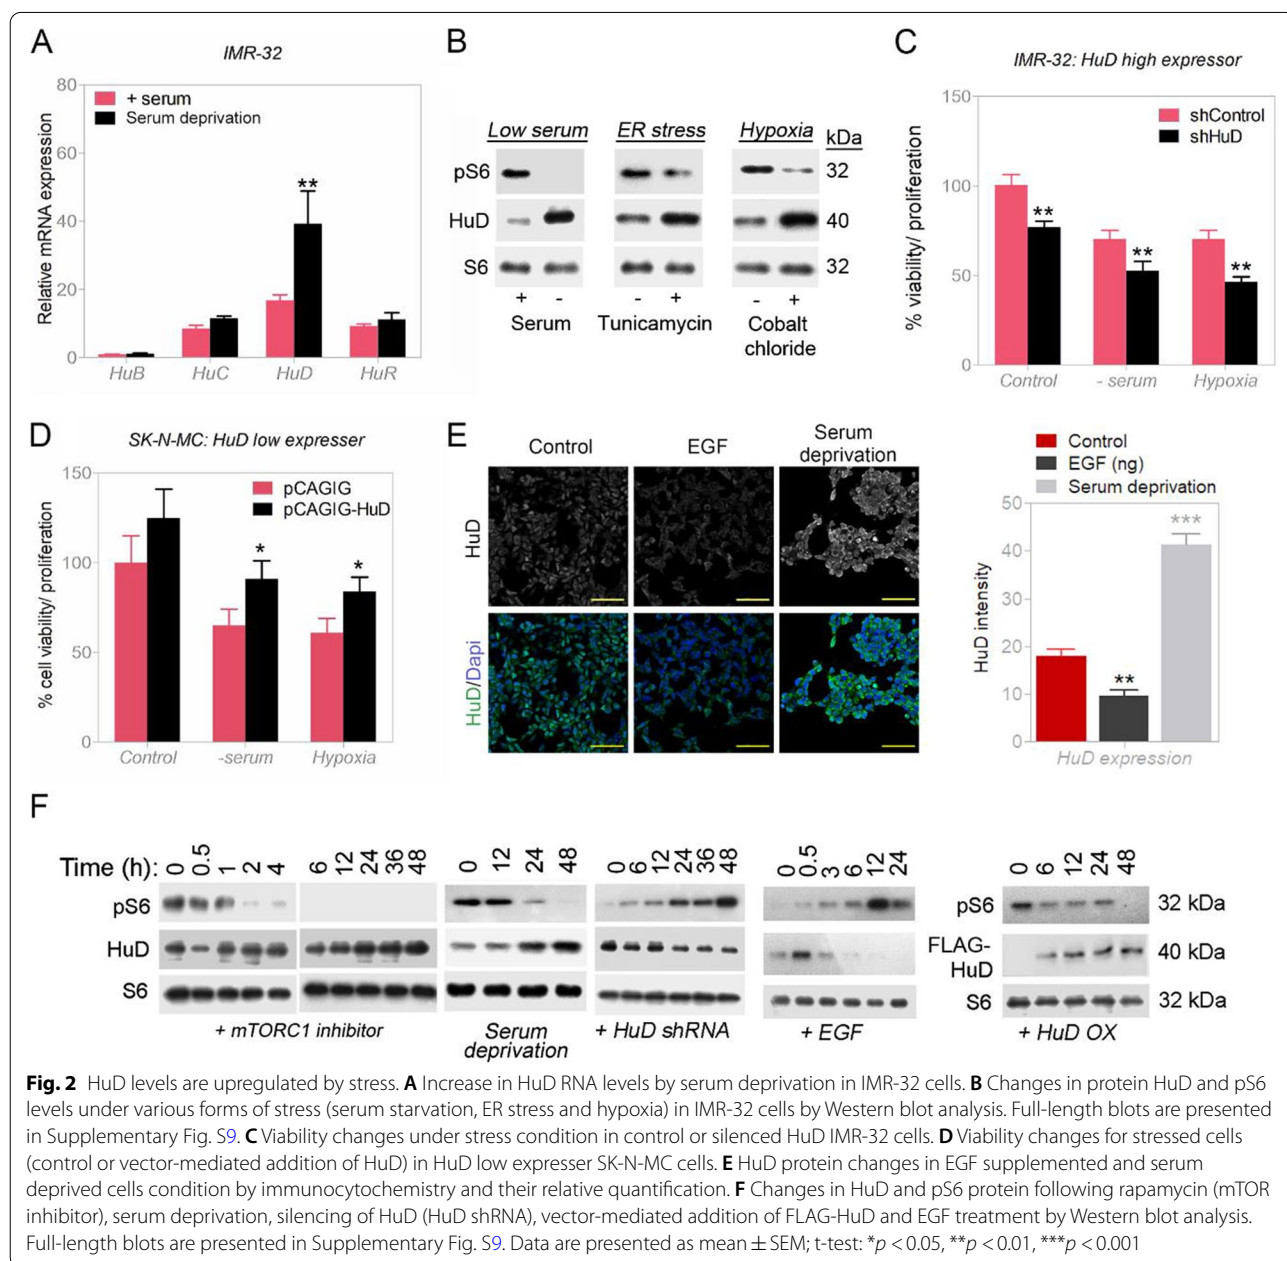 A
IMR-32
+ serum
Serum deprivation
Relative mRNA expression
80
60
40
20
0
**
HuB HuC HuD HuR
B
Low serum ER stress Hypoxia kDa
pS6 32
HuD 40
S6 32
+ - - + - +
Serum Tunicamycin Cobalt
chloride
C
IMR-32: HuD high expressor
shControl
shHuD
% viability/ proliferation
150
100
50
0
**
**
**
Control - serum Hypoxia
D
SK-N-MC: HuD low expresser
pCAGIG
pCAGIG-HuD
% cell viability/ proliferation
150
100
50
0
*
*
Control -serum Hypoxia
E
Control EGF Serum
deprivation
HuD
HuD/Dapi
Control
EGF (ng)
Serum deprivation
HuD intensity
50
40
30
20
10
0
**
***
HuD expression
F
Time (h): 0 0.5 1 2 4 6 12 24 36 48 0 12 24 48 0 6 12 24 36 48 0 0.5 3 6 12 24 0 6 12 24 48
pS6 pS6 32 kDa
HuD FLAG-
HuD 40 kDa
S6 S6 32 kDa
+ mTORC1 inhibitor Serum
deprivation + HuD shRNA + EGF + HuD OX
Fig. 2 HuD levels are upregulated by stress. A Increase in HuD RNA levels by serum deprivation in IMR-32 cells. B Changes in protein HuD and pS6
levels under various forms of stress (serum starvation, ER stress and hypoxia) in IMR-32 cells by Western blot analysis. Full-length blots are presented
in Supplementary Fig. S9. C Viability changes under stress condition in control or silenced HuD IMR-32 cells. D Viability changes for stressed cells
(control or vector-mediated addition of HuD) in HuD low expresser SK-N-MC cells. E HuD protein changes in EGF supplemented and serum
deprived cells condition by immunocytochemistry and their relative quantification. F Changes in HuD and pS6 protein following rapamycin (mTOR
inhibitor), serum deprivation, silencing of HuD (HuD shRNA), vector-mediated addition of FLAG-HuD and EGF treatment by Western blot analysis.
Full-length blots are presented in Supplementary Fig. S9. Data are presented as mean ± SEM; t-test: *p < 0.05, **p < 0.01, ***p < 0.001